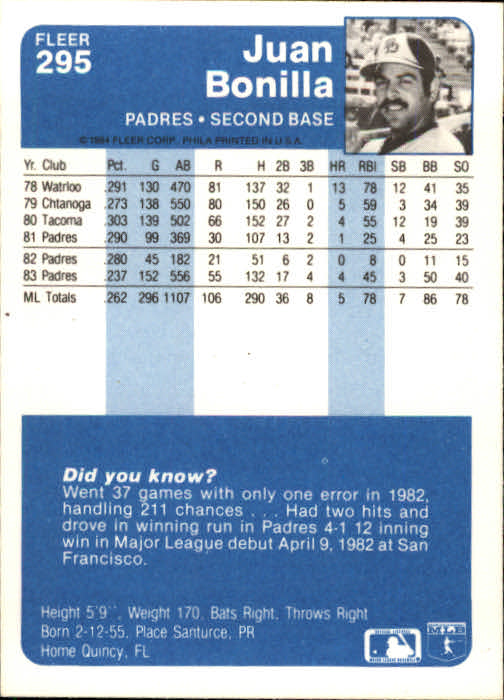 FLEER
295
Juan
Bonilla
PADRES • SECOND BASE
© 1984 FLEER CORP. PHILA PRINTED IN U.S.A.
Yr. Club Pct. G AB R H 2B 3B HR RBI SB BB SO
78 Watrloo .291 130 470 81 137 32 1 13 78 12 41 35
79 Chtanoga .273 138 550 80 150 26 0 5 59 3 34 39
80 Tacoma .303 139 502 66 152 27 2 4 55 12 19 39
81 Padres .290 99 369 30 107 13 2 1 25 4 25 23
82 Padres .280 45 182 21 51 6 2 0 8 0 11 15
83 Padres .237 152 556 55 132 17 4 4 45 3 50 40
ML Totals .262 296 1107 106 290 36 8 5 78 7 86 78
Did you know?
Went 37 games with only one error in 1982,
handling 211 chances . . . Had two hits and
drove in winning run in Padres 4-1 12 inning
win in Major League debut April 9, 1982 at San
Francisco.
Height 5'9", Weight 170, Bats Right, Throws Right
Born 2-12-55, Place Santurce, PR
Home Quincy, FL